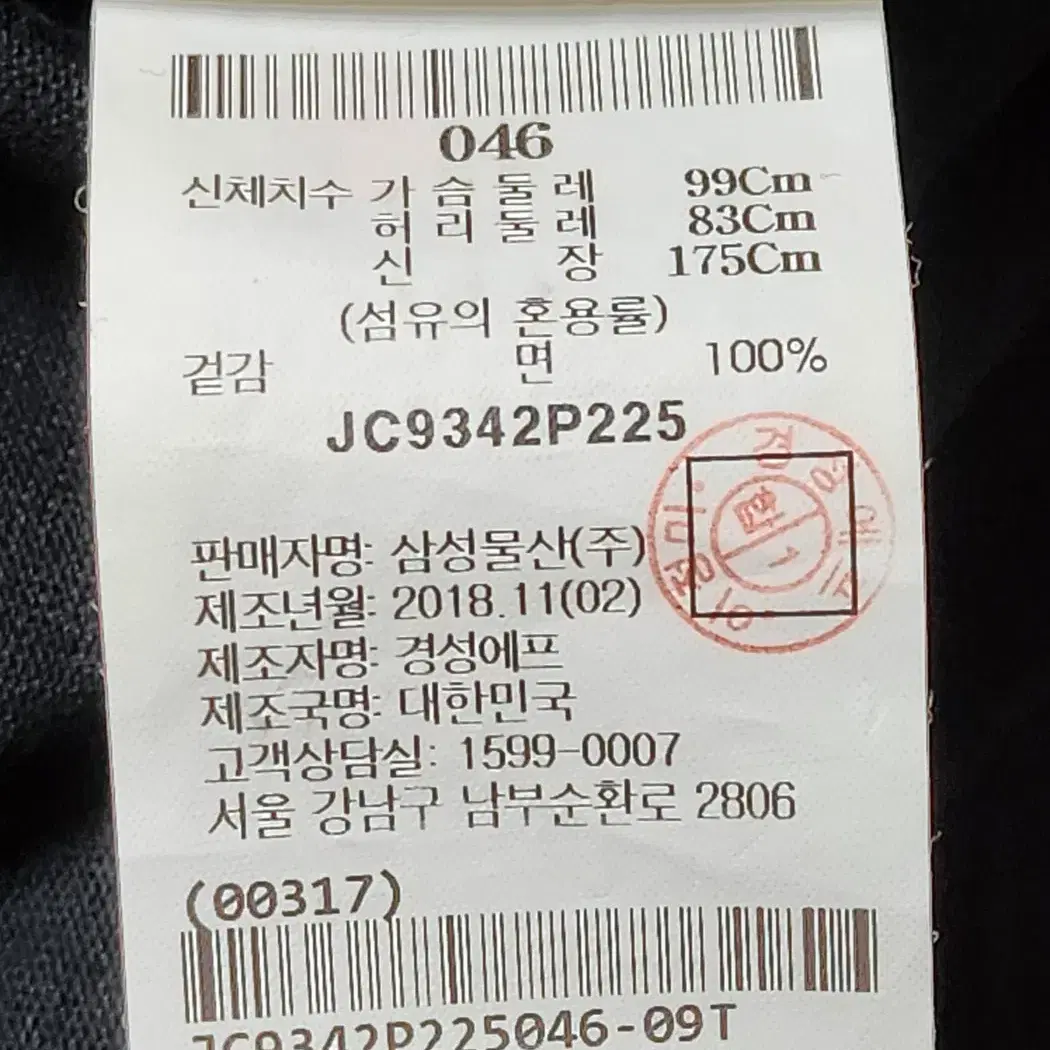 046
신체치수 가슴둘레 99Cm
허리둘레 83Cm
신장 175Cm
(섬유의 혼용률)
겉감 면 100%
JC9342P225
판매자명: 삼성물산(주)
제조년월: 2018.11(02)
제조자명: 경성에프
제조국명: 대한민국
고객상담실: 1599-0007
서울 강남구 남부순환로 2806
(00317)
JC9342P225046-09T